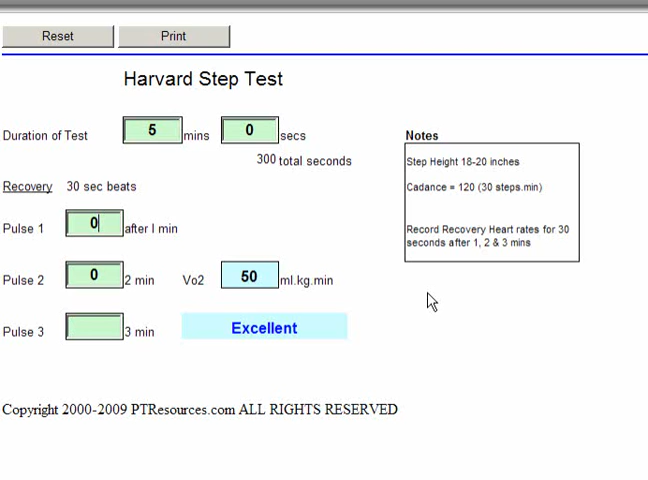 Reset Print
Harvard Step Test
Duration of Test 5 mins 0 secs
300 total seconds
Recovery 30 sec beats
Pulse 1 0 after I min
Pulse 2 0 2 min Vo2 50 ml.kg.min
Pulse 3 3 min Excellent
Notes
Step Height 18-20 inches
Cadance = 120 (30 steps.min)
Record Recovery Heart rates for 30
seconds after 1, 2 & 3 mins
Copyright 2000-2009 PTResources.com ALL RIGHTS RESERVED